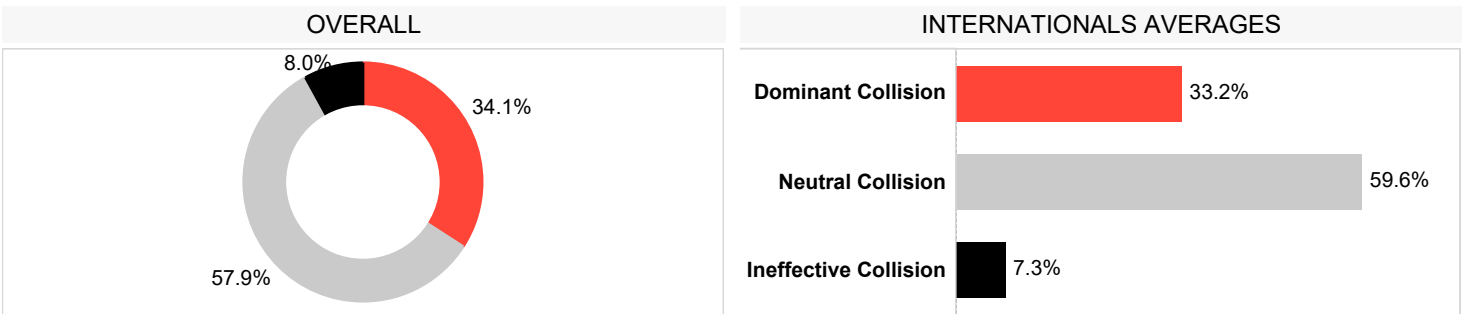 OVERALL
8.0%
34.1%
57.9%
INTERNATIONALS AVERAGES
Dominant Collision 33.2%
Neutral Collision 59.6%
Ineffective Collision 7.3%